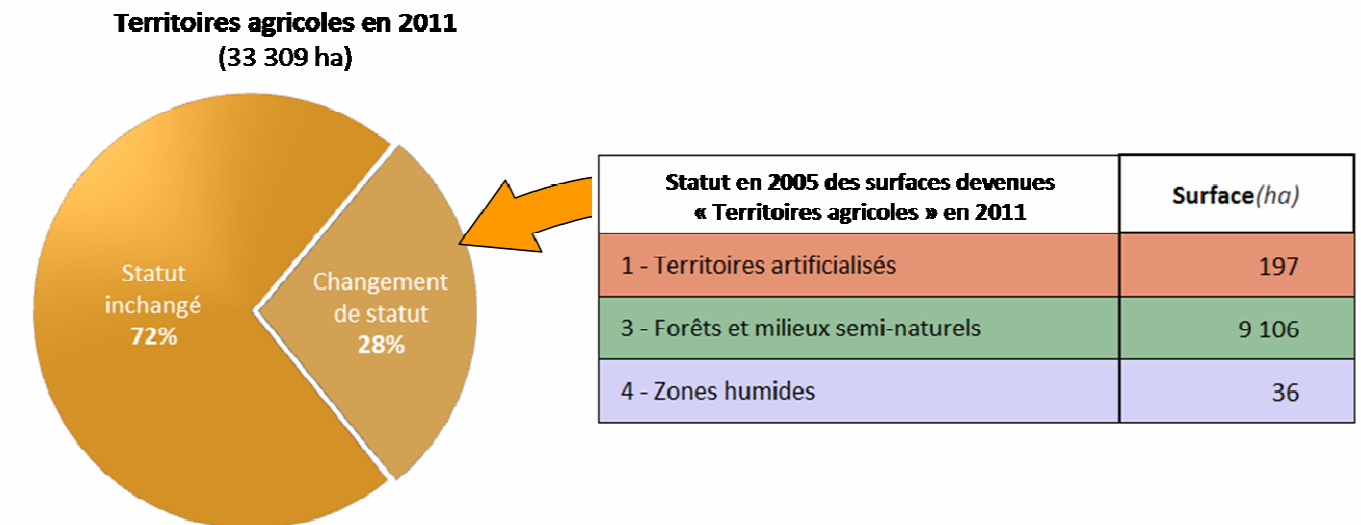 Territoires agricoles en 2011
(33 309 ha)
Statut
inchangé
72%
Changement
de statut
28%
Statut en 2005 des surfaces devenues
« Territoires agricoles » en 2011
Surface(ha)
1 - Territoires artificialisés
197
3 - Forêts et milieux semi-naturels
9 106
4 - Zones humides
36